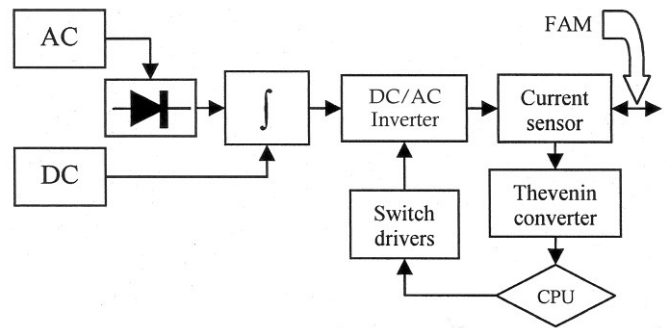 AC
FAM
∫
DC/AC
Inverter
Current
sensor
DC
Switch
drivers
Thevenin
converter
CPU